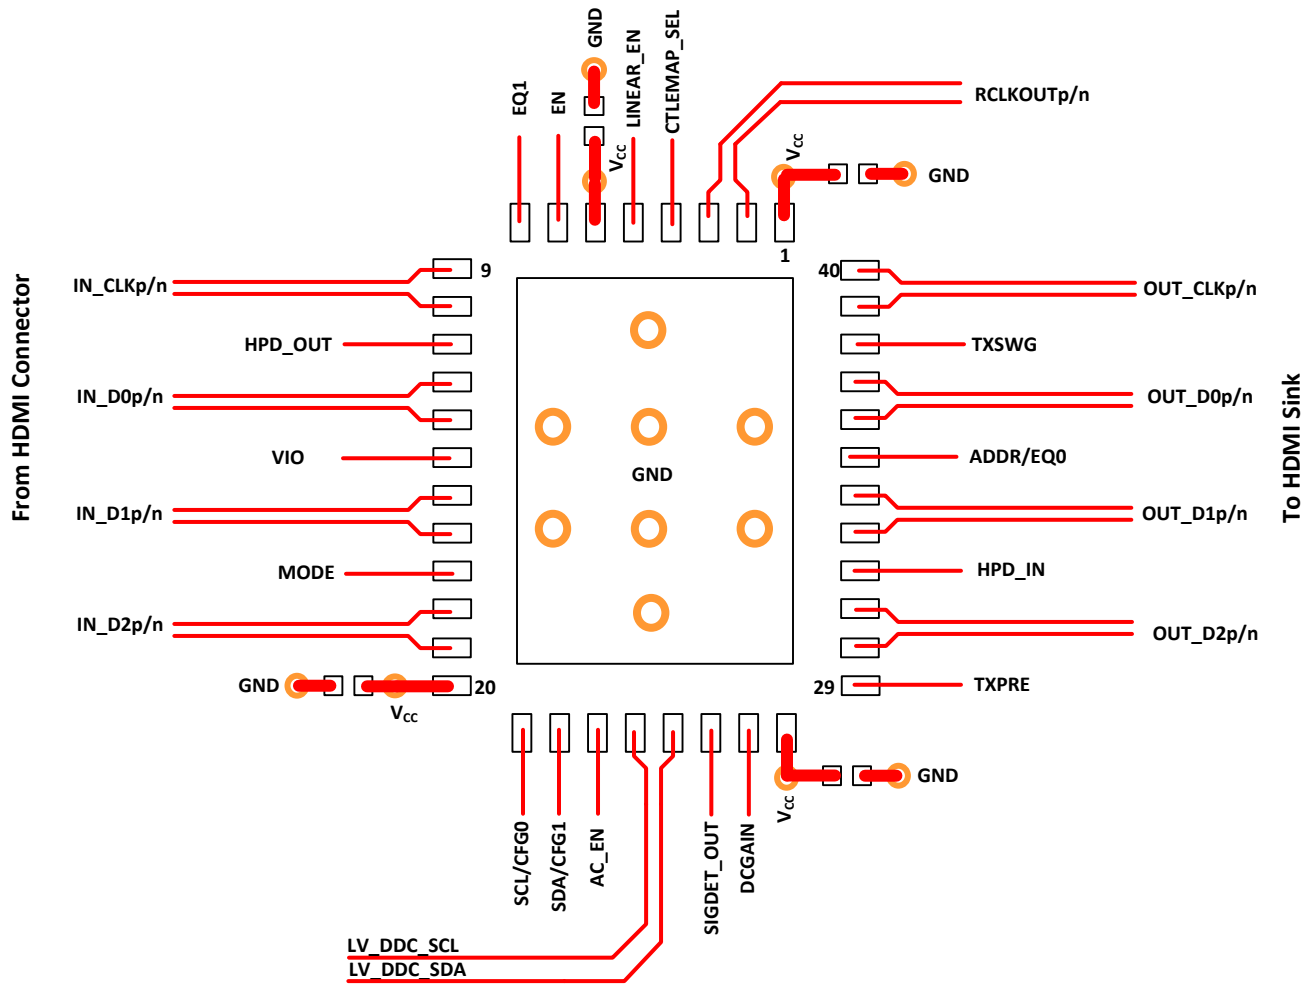 GND
EQ1
EN
LINEAR_EN
CTLEMAP_SEL
VCC
RCLKOUTp/n
VCC
GND
1
From HDMI Connector
IN_CLKp/n
9
40
OUT_CLKp/n
HPD_OUT
TXSWG
IN_D0p/n
OUT_D0p/n
To HDMI Sink
VIO
GND
ADDR/EQ0
IN_D1p/n
OUT_D1p/n
MODE
HPD_IN
IN_D2p/n
OUT_D2p/n
GND
VCC
20
29
TXPRE
VCC
GND
SCL/CFG0
SDA/CFG1
AC_EN
SIGDET_OUT
DCGAIN
LV_DDC_SCL
LV_DDC_SDA